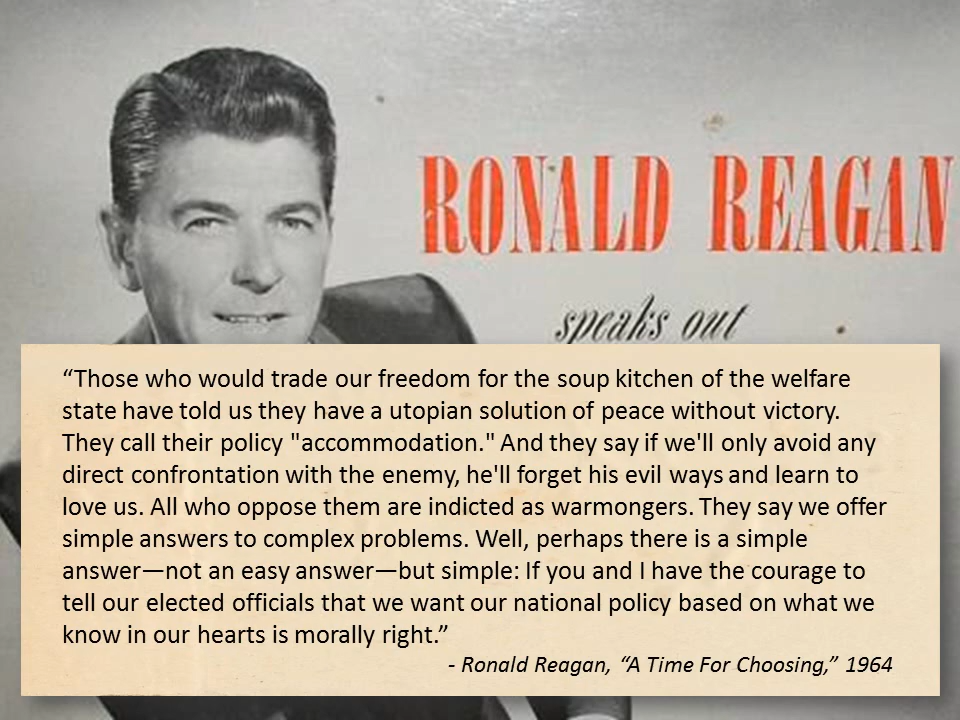 RONALD REAGAN
speaks out
“Those who would trade our freedom for the soup kitchen of the welfare
state have told us they have a utopian solution of peace without victory.
They call their policy "accommodation." And they say if we'll only avoid any
direct confrontation with the enemy, he'll forget his evil ways and learn to
love us. All who oppose them are indicted as warmongers. They say we offer
simple answers to complex problems. Well, perhaps there is a simple
answer—not an easy answer—but simple: If you and I have the courage to
tell our elected officials that we want our national policy based on what we
know in our hearts is morally right.”
- Ronald Reagan, “A Time For Choosing,” 1964